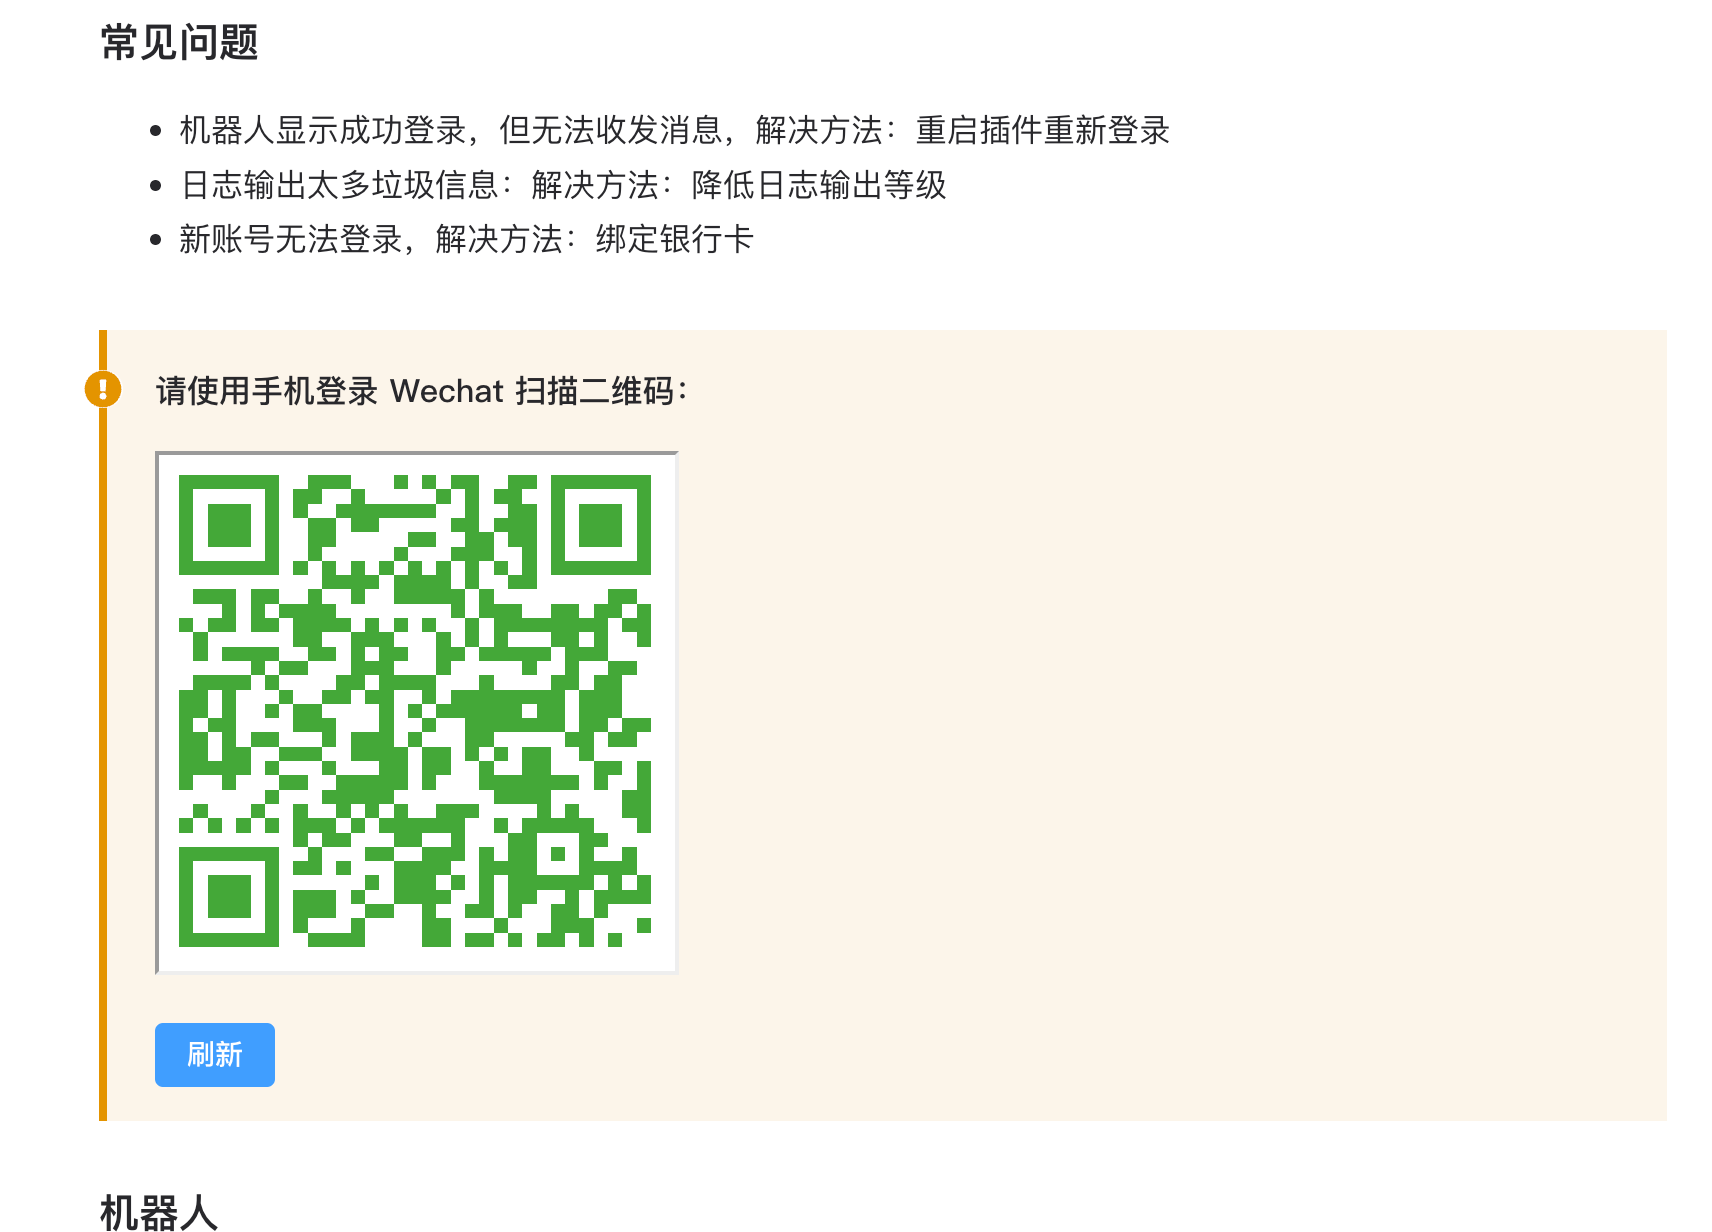 常见问题
机器人显示成功登录，但无法收发消息，解决方法：重启插件重新登录
日志输出太多垃圾信息：解决方法：降低日志输出等级
新账号无法登录，解决方法：绑定银行卡
请使用手机登录 Wechat 扫描二维码：
刷新
机器人